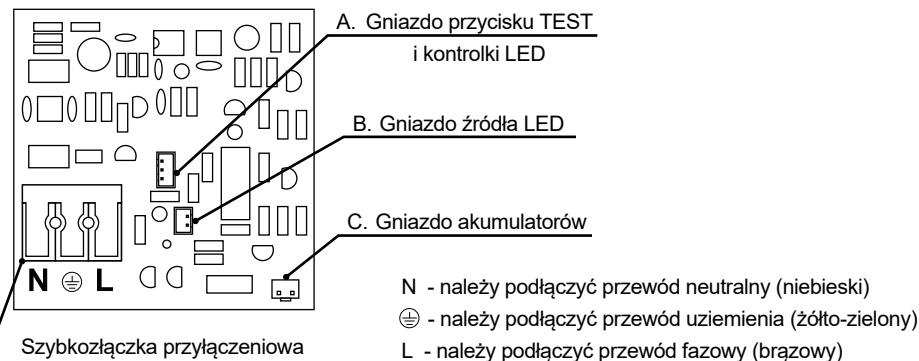 A. Gniazdo przycisku TEST
i kontrolki LED
B. Gniazdo źródła LED
C. Gniazdo akumulatorów
N ⏚ L
Szybkozłączka przyłączeniowa
N - należy podłączyć przewód neutralny (niebieski)
⏚ - należy podłączyć przewód uziemienia (żółto-zielony)
L - należy podłączyć przewód fazowy (brązowy)